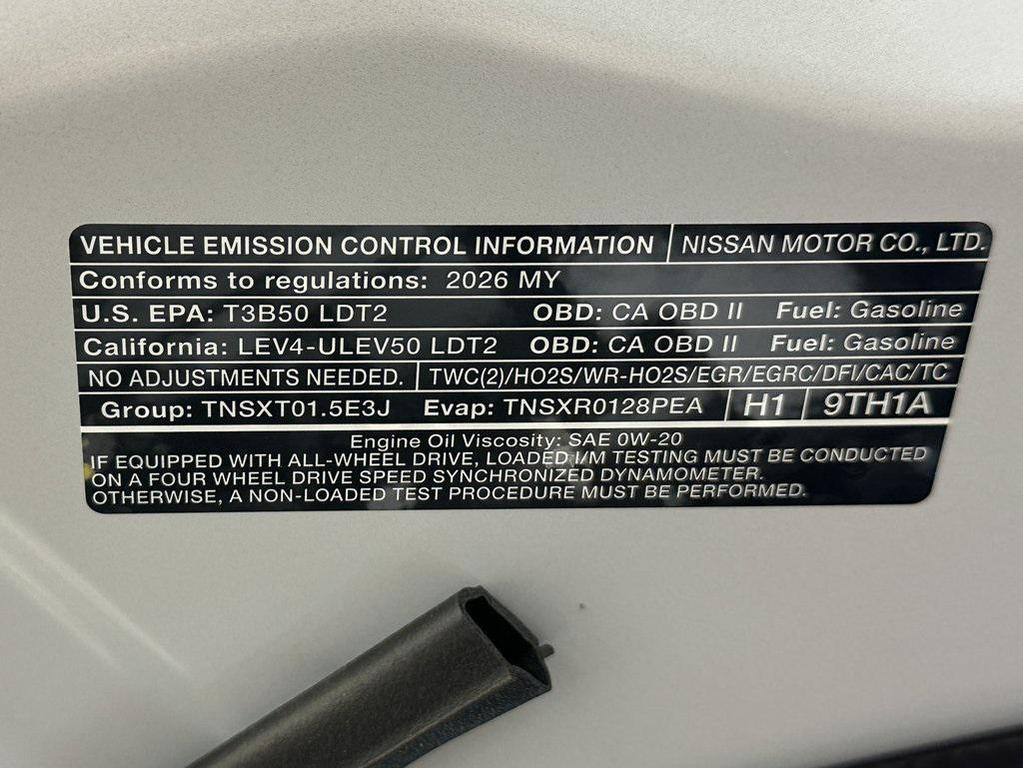 VEHICLE EMISSION CONTROL INFORMATION NISSAN MOTOR CO., LTD.
Conforms to regulations: 2026 MY
U.S. EPA: T3B50 LDT2 OBD: CA OBD II Fuel: Gasoline
California: LEV4-ULEV50 LDT2 OBD: CA OBD II Fuel: Gasoline
NO ADJUSTMENTS NEEDED. TWC(2)/HO2S/WR-HO2S/EGR/EGRC/DFI/CAC/TC
Group: TNSXT01.5E3J Evap: TNSXR0128PEA H1 9TH1A
Engine Oil Viscosity: SAE 0W-20
IF EQUIPPED WITH ALL-WHEEL DRIVE, LOADED I/M TESTING MUST BE CONDUCTED
ON A FOUR WHEEL DRIVE SPEED SYNCHRONIZED DYNAMOMETER.
OTHERWISE, A NON-LOADED TEST PROCEDURE MUST BE PERFORMED.